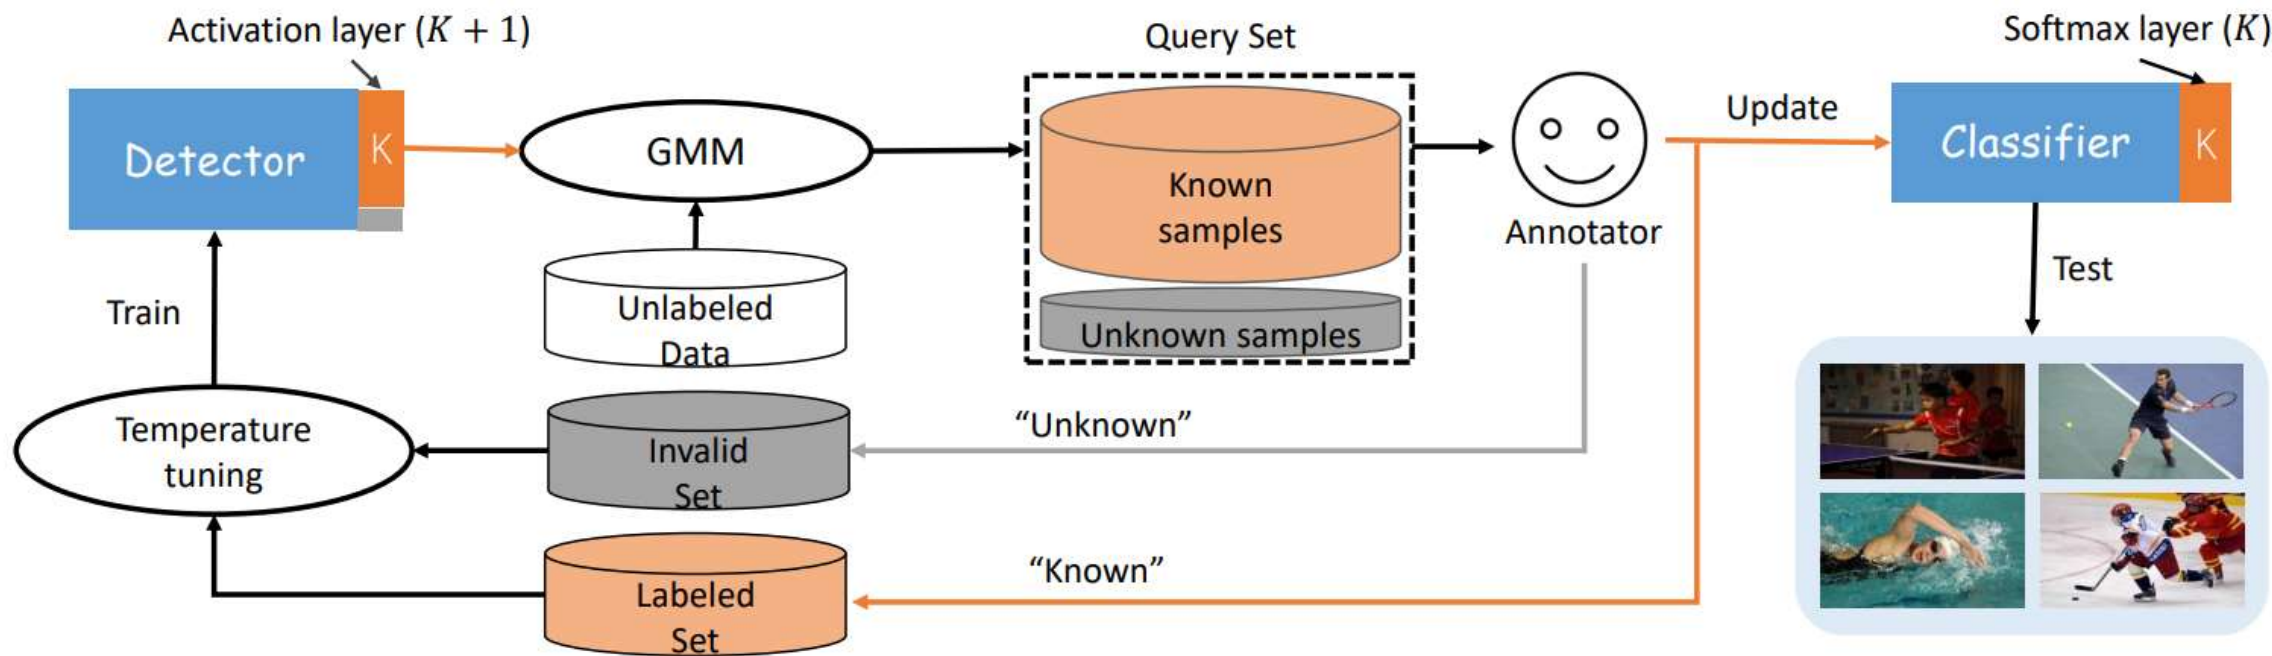 Activation layer (K + 1)
Query Set
Softmax layer (K)
Detector
K
GMM
Known
samples
Unknown samples
Annotator
Update
Classifier
K
Unlabeled
Data
Train
Test
Temperature
tuning
Invalid
Set
“Unknown”
Labeled
Set
“Known”